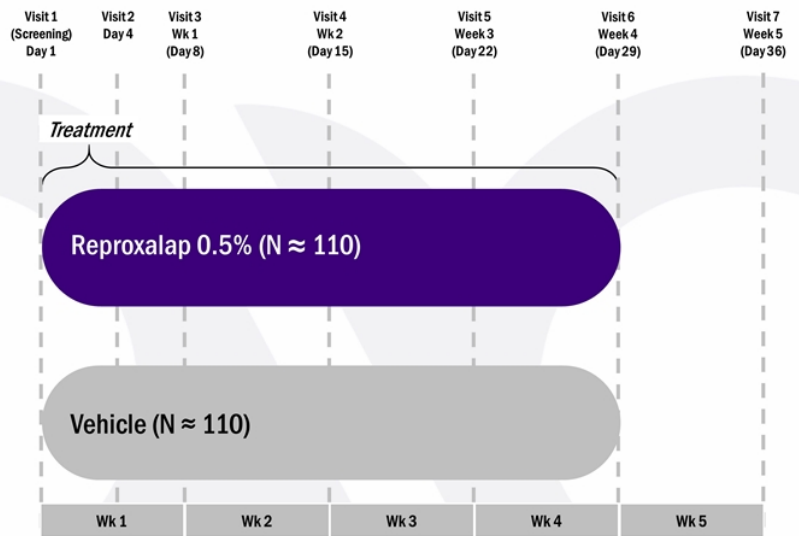 Visit 1
(Screening)
Day 1
Visit 2
Day 4
Visit 3
Wk 1
(Day 8)
Visit 4
Wk 2
(Day 15)
Visit 5
Week 3
(Day 22)
Visit 6
Week 4
(Day 29)
Visit 7
Week 5
(Day 36)
Treatment
Reproxalap 0.5% (N ≈ 110)
Vehicle (N ≈ 110)
Wk 1
Wk 2
Wk 3
Wk 4
Wk 5